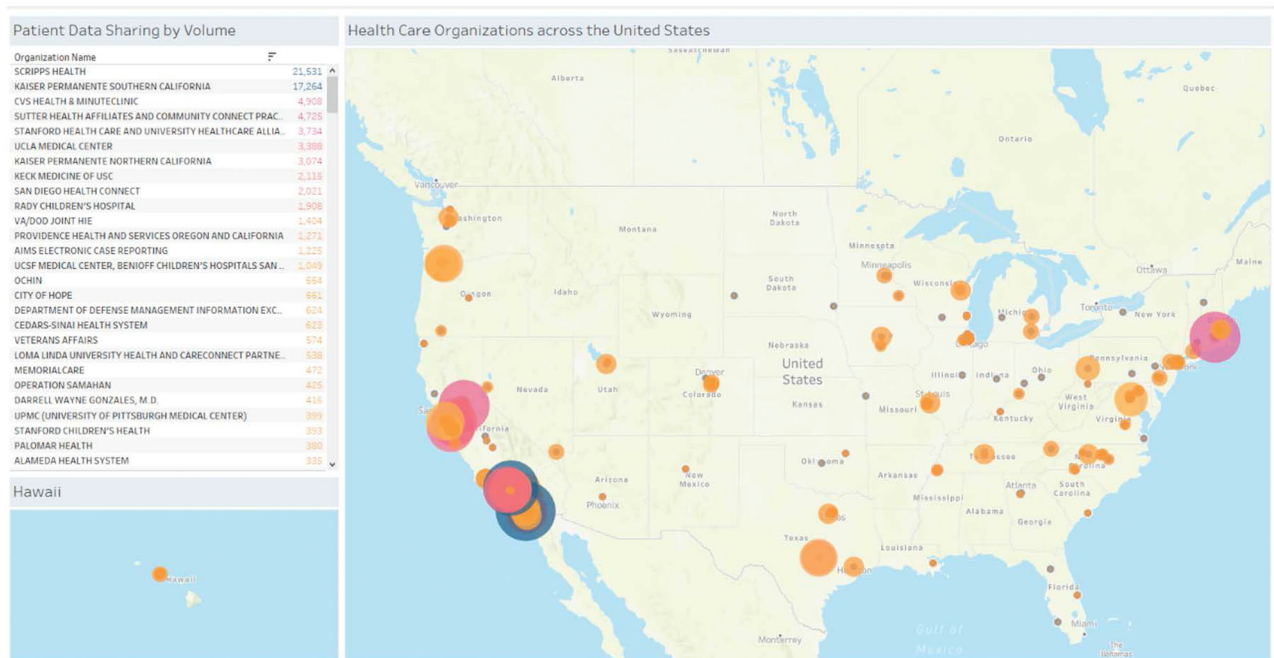 Patient Data Sharing by Volume
Organization Name
SCRIPPS HEALTH 21,531
KAISER PERMANENTE SOUTHERN CALIFORNIA 17,264
CVS HEALTH & MINUTECLINIC 4,908
SUTTER HEALTH AFFILIATES AND COMMUNITY CONNECT PRAC.. 4,725
STANFORD HEALTH CARE AND UNIVERSITY HEALTHCARE ALLIA.. 3,734
UCLA MEDICAL CENTER 3,388
KAISER PERMANENTE NORTHERN CALIFORNIA 3,074
KECK MEDICINE OF USC 2,116
SAN DIEGO HEALTH CONNECT 2,021
RADY CHILDREN'S HOSPITAL 1,908
VA/DOD JOINT HIE 1,404
PROVIDENCE HEALTH AND SERVICES OREGON AND CALIFORNIA 1,271
AIMS ELECTRONIC CASE REPORTING 1,225
UCSF MEDICAL CENTER, BENIOFF CHILDREN'S HOSPITALS SAN .. 1,049
OCHIN 664
CITY OF HOPE 661
DEPARTMENT OF DEFENSE MANAGEMENT INFORMATION EXC.. 624
CEDARS-SINAI HEALTH SYSTEM 623
VETERANS AFFAIRS 574
LOMA LINDA UNIVERSITY HEALTH AND CARECONNECT PARTNE.. 538
MEMORIALCARE 472
OPERATION SAMAHAN 425
DARRELL WAYNE GONZALES, M.D. 416
UPMC (UNIVERSITY OF PITTSBURGH MEDICAL CENTER) 399
STANFORD CHILDREN'S HEALTH 393
PALOMAR HEALTH 380
ALAMEDA HEALTH SYSTEM 335
Hawaii
Hawaii
Health Care Organizations across the United States
Saskatchewan
Alberta
Quebec
Ontario
Vancouver
Washington
Montana
North
Dakota
Minnesota
Minneapolis
Ottawa
Maine
South
Dakota
Wisconsi
Oregon
Idaho
Toronto
Michig
New York
Wyoming
Nebraska
United
States
Chicago
Pennsylvania
Nevada
Utah
Denver
Colorado
Illinois
Indiana
Ohio
Kansas
Missouri
St Louis
West
Virginia
Virginia
Kentucky
California
Oklahoma
Tennessee
Carolina
Arizona
Phoenix
New
Mexico
Arkansas
Atlanta
South
Carolina
Mississippi
Alabama
Georgia
Texas
Louisiana
Houston
Florida
Miami
Monterrey
Gulf of
Mexico
The
Bahamas